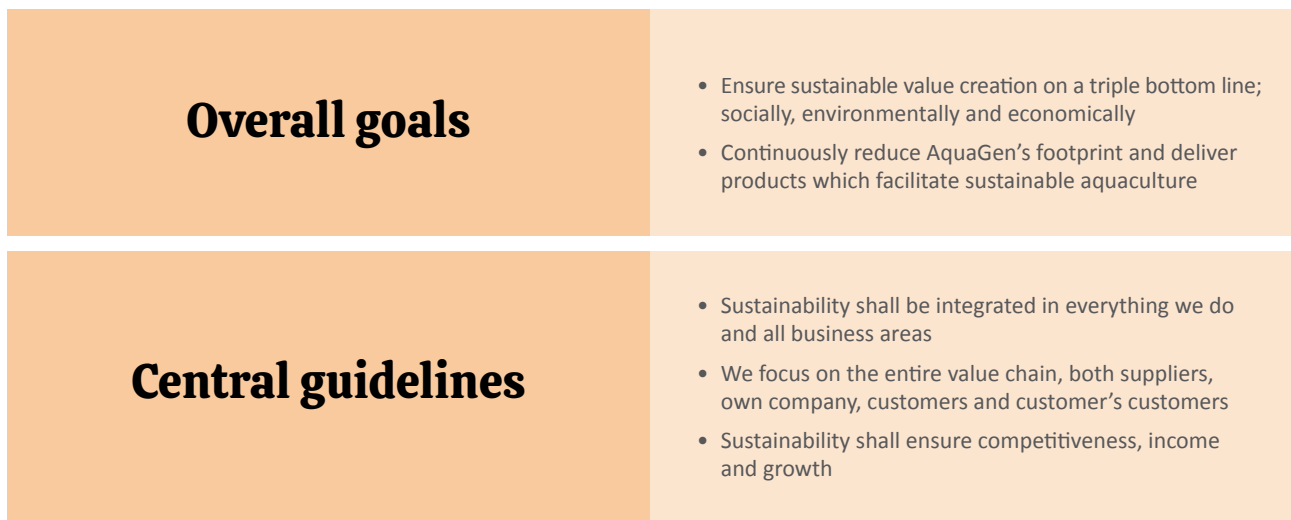 Overall goals
• Ensure sustainable value creation on a triple bottom line;
socially, environmentally and economically
• Continuously reduce AquaGen’s footprint and deliver
products which facilitate sustainable aquaculture
Central guidelines
• Sustainability shall be integrated in everything we do
and all business areas
• We focus on the entire value chain, both suppliers,
own company, customers and customer’s customers
• Sustainability shall ensure competitiveness, income
and growth